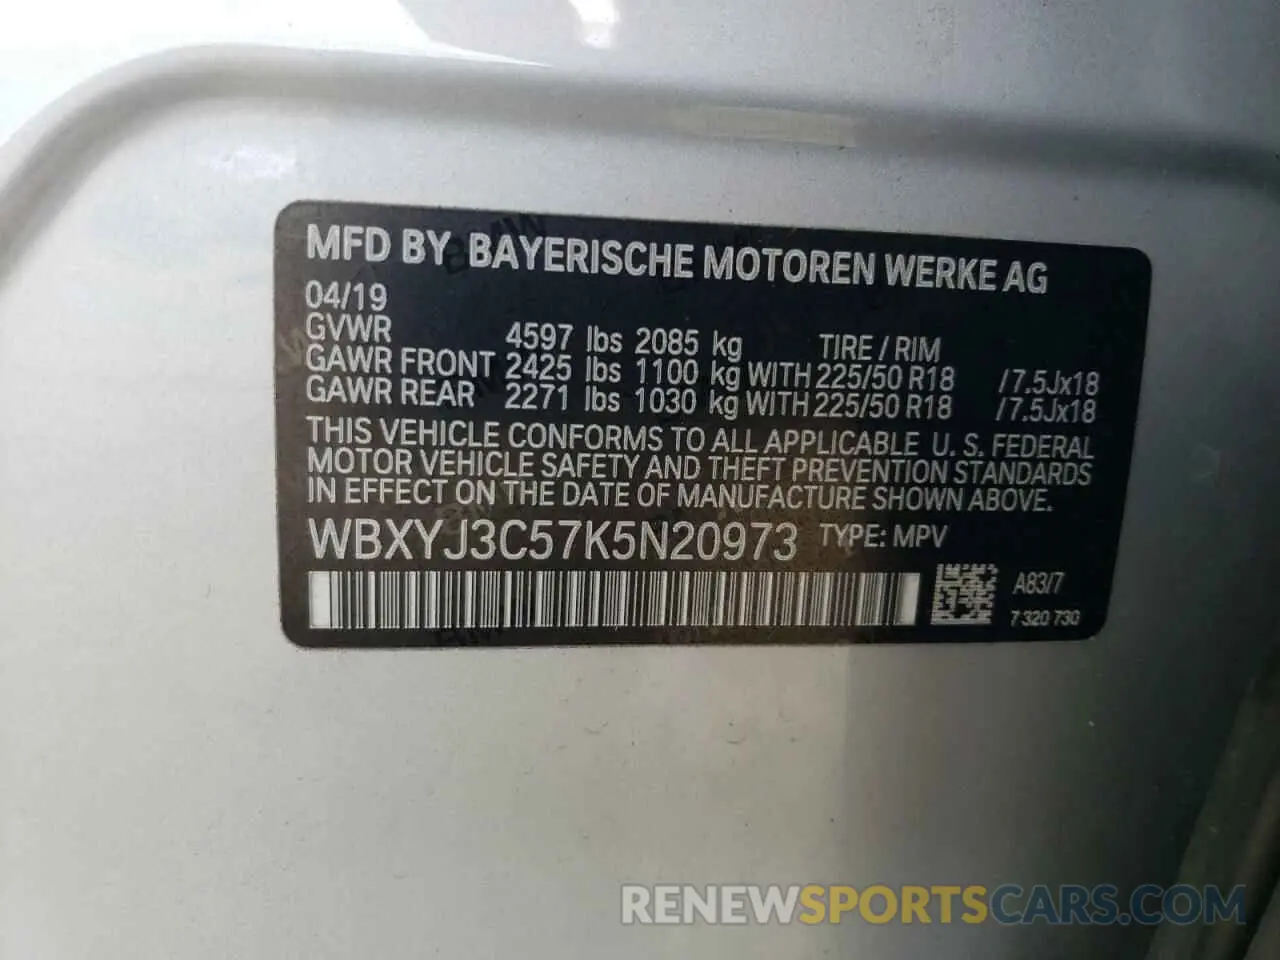 MFD BY BAYERISCHE MOTOREN WERKE AG
04/19
GVWR 4597 lbs 2085 kg TIRE / RIM
GAWR FRONT 2425 lbs 1100 kg WITH 225/50 R18 /7.5Jx18
GAWR REAR 2271 lbs 1030 kg WITH 225/50 R18 /7.5Jx18
THIS VEHICLE CONFORMS TO ALL APPLICABLE U. S. FEDERAL
MOTOR VEHICLE SAFETY AND THEFT PREVENTION STANDARDS
IN EFFECT ON THE DATE OF MANUFACTURE SHOWN ABOVE.
WBXYJ3C57K5N20973 TYPE: MPV
A83/7
7 320 730
RENEWSPORTSCARS.COM